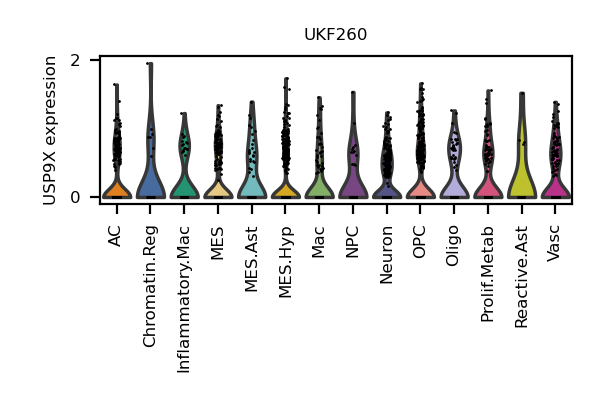 UKF260
USP9X expression
2
0
AC
Chromatin.Reg
Inflammatory.Mac
MES
MES.Ast
MES.Hyp
Mac
NPC
Neuron
OPC
Oligo
Prolif.Metab
Reactive.Ast
Vasc